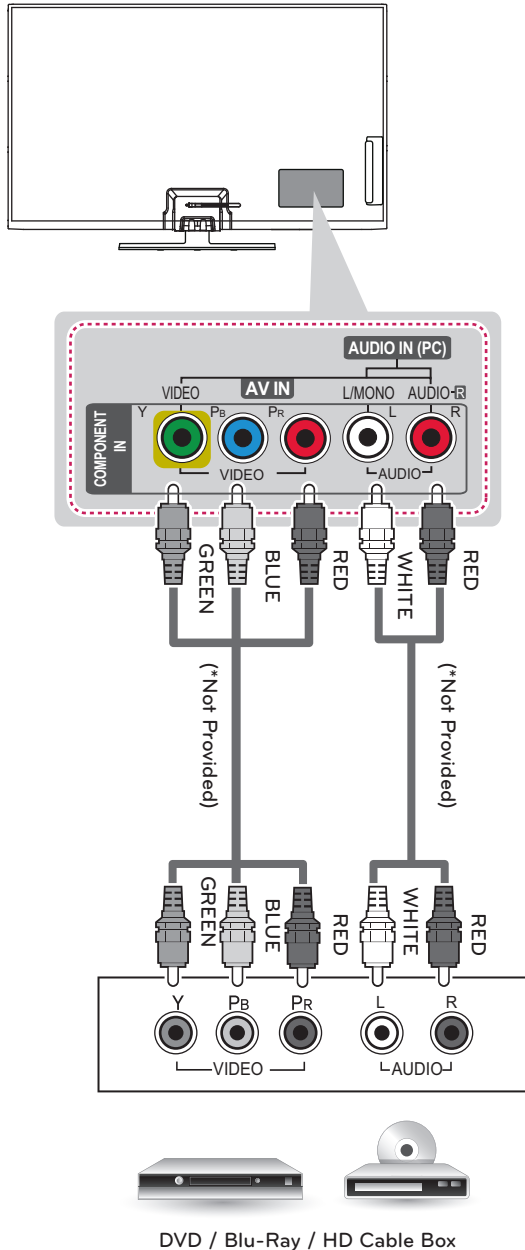 AUDIO IN (PC)
VIDEO AV IN L/MONO AUDIO-R
Y PB PR L R
COMPONENT IN
VIDEO AUDIO
GREEN BLUE RED WHITE RED
(*Not Provided) (*Not Provided)
GREEN BLUE RED WHITE RED
Y PB PR L R
VIDEO AUDIO
DVD / Blu-Ray / HD Cable Box